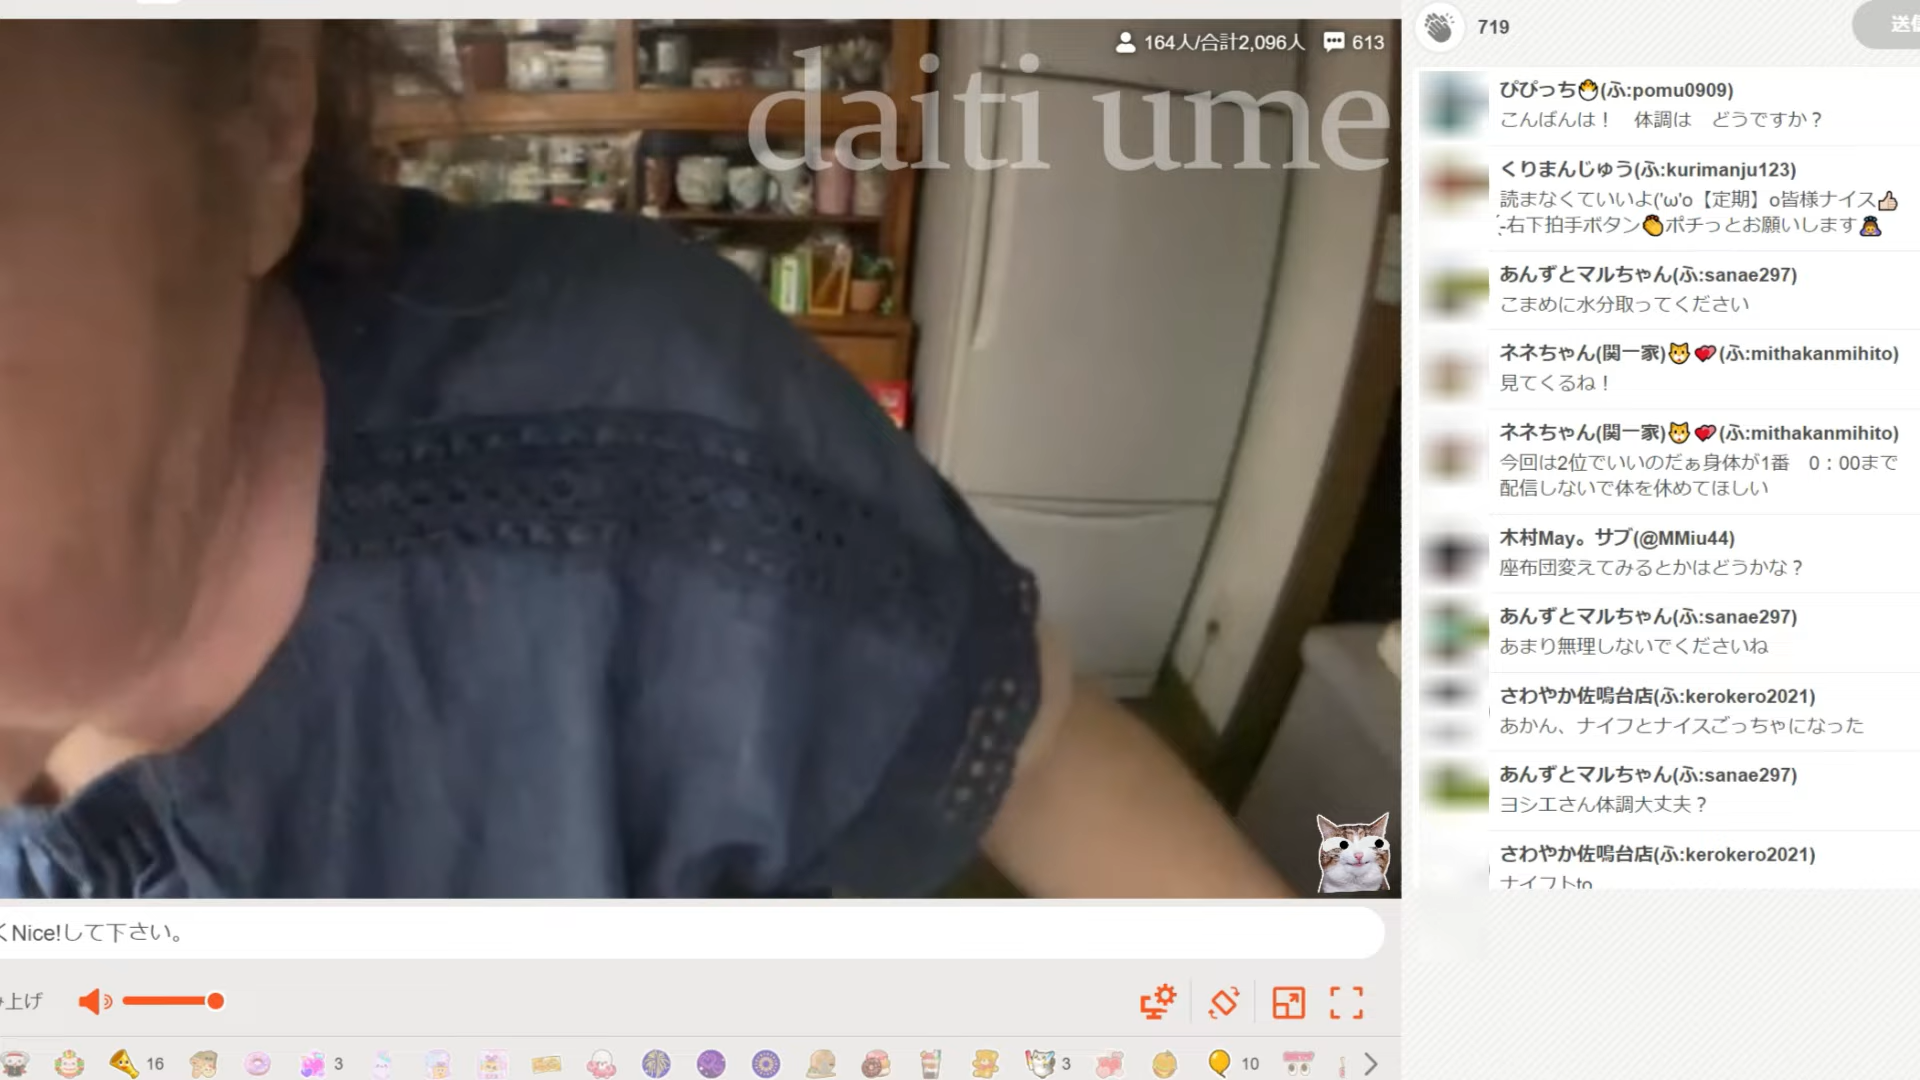 164人/合計2,096人 613
daiti ume
くNice!して下さい。
み上げ
16
3
3
10
719
送信
ぴぴっち(ふ:pomu0909)
こんばんは！　体調は　どうですか？
くりまんじゅう(ふ:kurimanju123)
読まなくていいよ('ω'o【定期】o皆様ナイス👍
右下拍手ボタン👏ポチっとお願いします🙇
あんずとマルちゃん(ふ:sanae297)
こまめに水分取ってください
ネネちゃん(関一家)🐱💕(ふ:mithakanmihito)
見てくるね！
ネネちゃん(関一家)🐱💕(ふ:mithakanmihito)
今回は2位でいいのだぁ身体が1番　0：00まで
配信しないで体を休めてほしい
木村May。サブ(@MMiu44)
座布団変えてみるとかはどうかな？
あんずとマルちゃん(ふ:sanae297)
あまり無理しないでくださいね
さわやか佐鳴台店(ふ:kerokero2021)
あかん、ナイフとナイスごっちゃになった
あんずとマルちゃん(ふ:sanae297)
ヨシエさん体調大丈夫？
さわやか佐鳴台店(ふ:kerokero2021)
ナイフトto